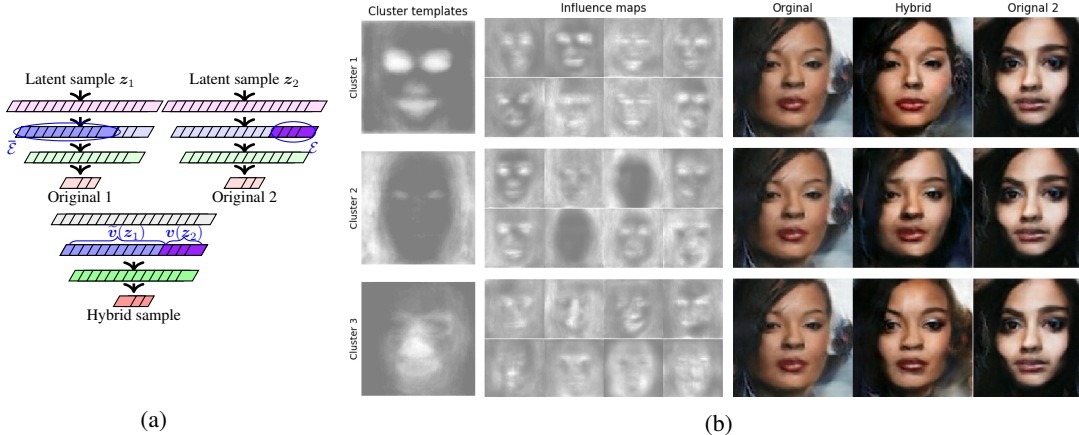 Latent sample z₁
Latent sample z₂
ℰ̄
ℰ
Original 1
Original 2
ṽ(z₁)
v(z₂)
Hybrid sample
(a)
Cluster templates
Influence maps
Orginal
Hybrid
Orignal 2
Cluster 1
Cluster 2
Cluster 3
(b)